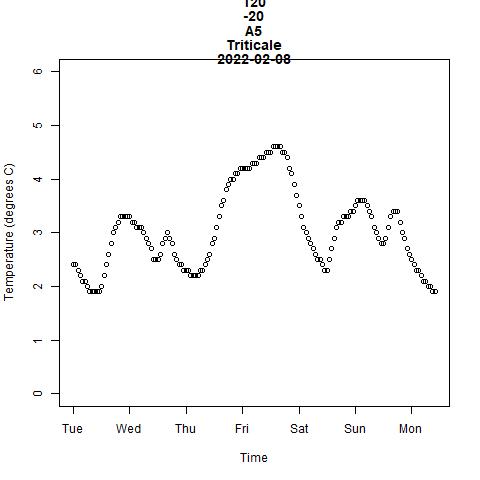 120
-20
A5
Triticale
2022-02-08
6
5
4
3
2
1
0
Temperature (degrees C)
Tue Wed Thu Fri Sat Sun Mon
Time